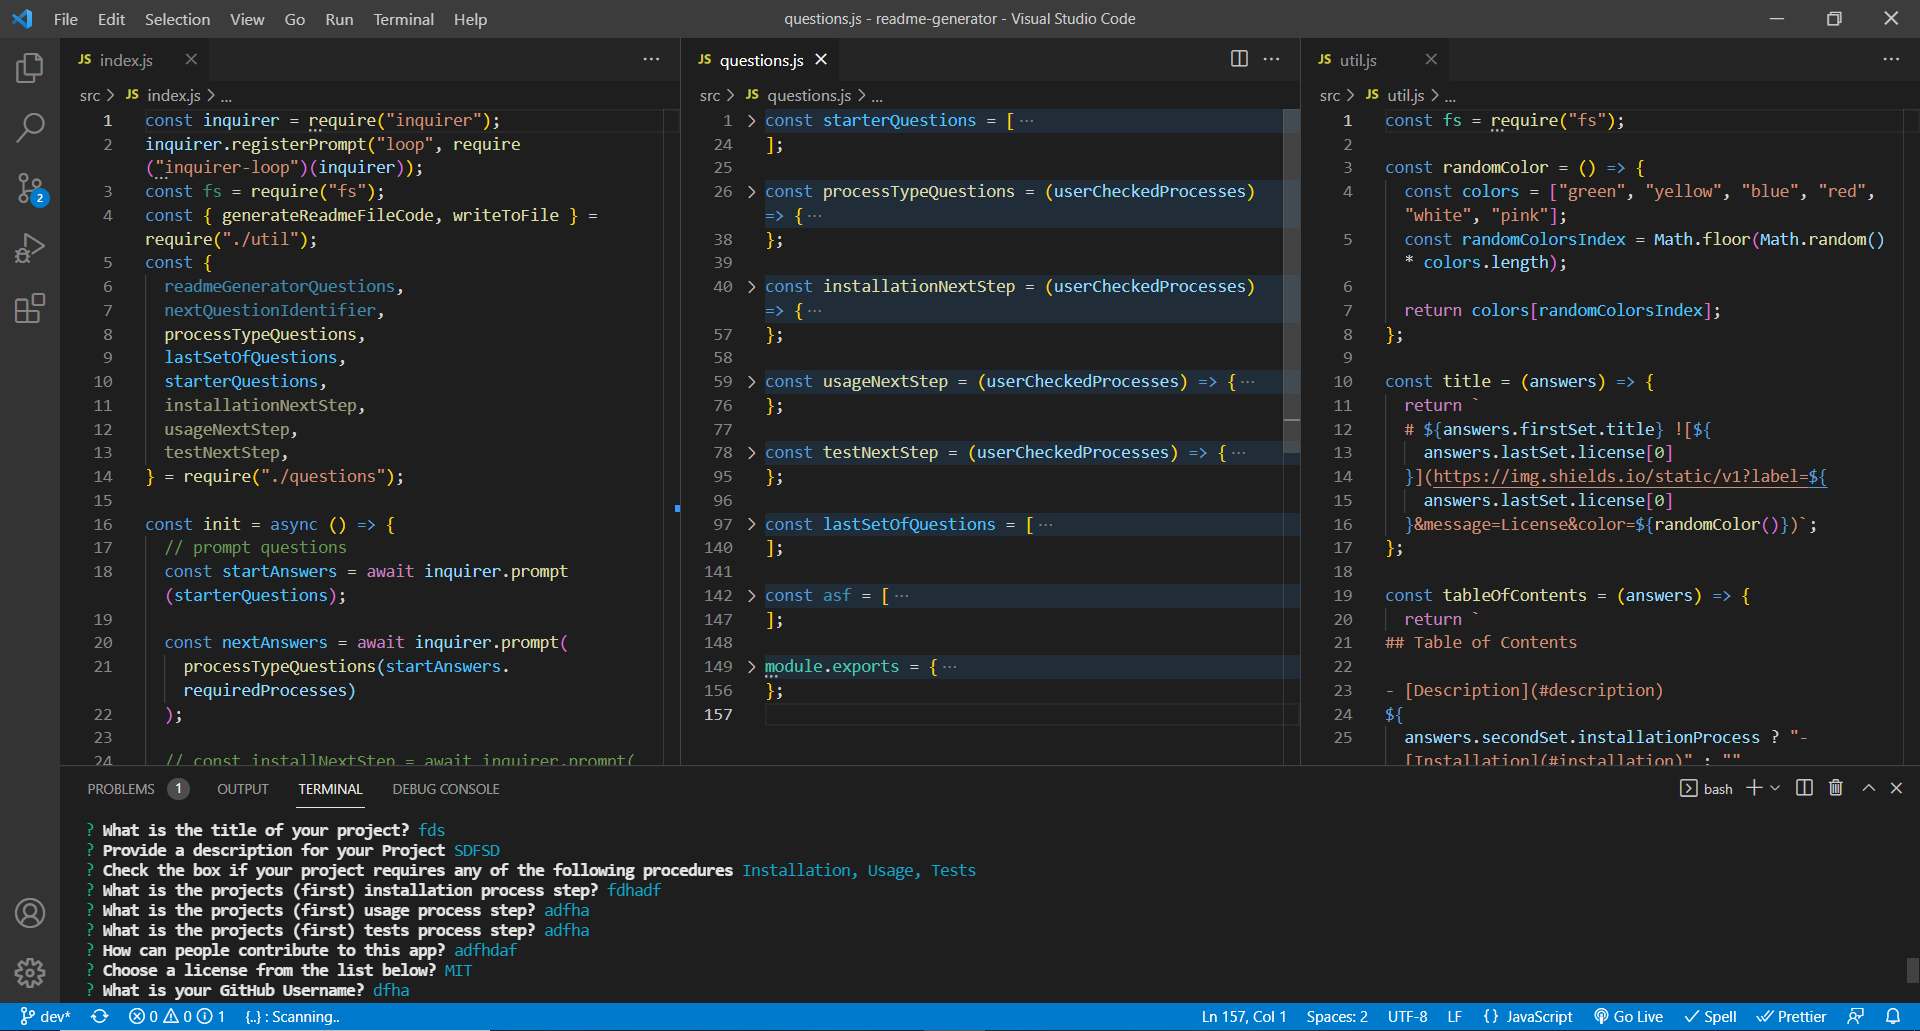 File Edit Selection View Go Run Terminal Help
questions.js - readme-generator - Visual Studio Code
JS index.js
JS questions.js
JS util.js
src > JS index.js > ...
1 const inquirer = require("inquirer");
2 inquirer.registerPrompt("loop", require
("inquirer-loop")(inquirer));
3 const fs = require("fs");
4 const { generateReadmeFileCode, writeToFile } =
require("./util");
5 const {
6 readmeGeneratorQuestions,
7 nextQuestionIdentifier,
8 processTypeQuestions,
9 lastSetOfQuestions,
10 starterQuestions,
11 installationNextStep,
12 usageNextStep,
13 testNextStep,
14 } = require("./questions");
15
16 const init = async () => {
17 // prompt questions
18 const startAnswers = await inquirer.prompt
(starterQuestions);
19
20 const nextAnswers = await inquirer.prompt(
21 processTypeQuestions(startAnswers.
requiredProcesses)
22 );
23
24 // const installNextStep = await inquirer.prompt(
src > JS questions.js > ...
1 > const starterQuestions = [ ...
24 ];
25
26 > const processTypeQuestions = (userCheckedProcesses)
=> { ...
38 };
39
40 > const installationNextStep = (userCheckedProcesses)
=> { ...
57 };
58
59 > const usageNextStep = (userCheckedProcesses) => { ...
76 };
77
78 > const testNextStep = (userCheckedProcesses) => { ...
95 };
96
97 > const lastSetOfQuestions = [ ...
140 ];
141
142 > const asf = [ ...
147 ];
148
149 > module.exports = { ...
156 };
157
src > JS util.js > ...
1 const fs = require("fs");
2
3 const randomColor = () => {
4 const colors = ["green", "yellow", "blue", "red",
"white", "pink"];
5 const randomColorsIndex = Math.floor(Math.random()
* colors.length);
6
7 return colors[randomColorsIndex];
8 };
9
10 const title = (answers) => {
11 return `
12 # ${answers.firstSet.title} ![${
13 answers.lastSet.license[0]
14 }](https://img.shields.io/static/v1?label=${
15 answers.lastSet.license[0]
16 }&message=License&color=${randomColor()})`;
17 };
18
19 const tableOfContents = (answers) => {
20 return `
21 ## Table of Contents
22
23 - [Description](#description)
24 ${
25 answers.secondSet.installationProcess ? "-
[Installation](#installation)" : ""
PROBLEMS 1 OUTPUT TERMINAL DEBUG CONSOLE
bash
? What is the title of your project? fds
? Provide a description for your Project SDFSD
? Check the box if your project requires any of the following procedures Installation, Usage, Tests
? What is the projects (first) installation process step? fdhadf
? What is the projects (first) usage process step? adfha
? What is the projects (first) tests process step? adfha
? How can people contribute to this app? adfhdaf
? Choose a license from the list below? MIT
? What is your GitHub Username? dfha
2
dev* 0 0 1 {..} : Scanning.. Ln 157, Col 1 Spaces: 2 UTF-8 LF {} JavaScript Go Live Spell Prettier